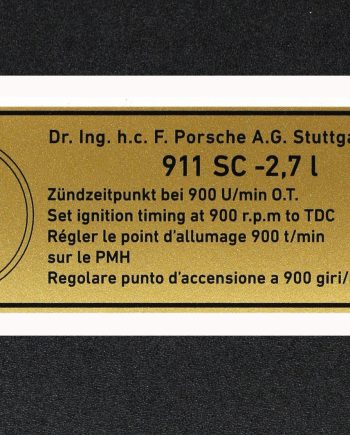 Dr. Ing. h.c. F. Porsche A.G.
911 SC -2,7 l
Zündzeitpunkt bei 900 U/min O.T.
Set ignition timing at 900 r.p.m to TDC
Régler le point d'allumage 900 t/min
sur le PMH
Regolare punto d'accensione a 900 giri/